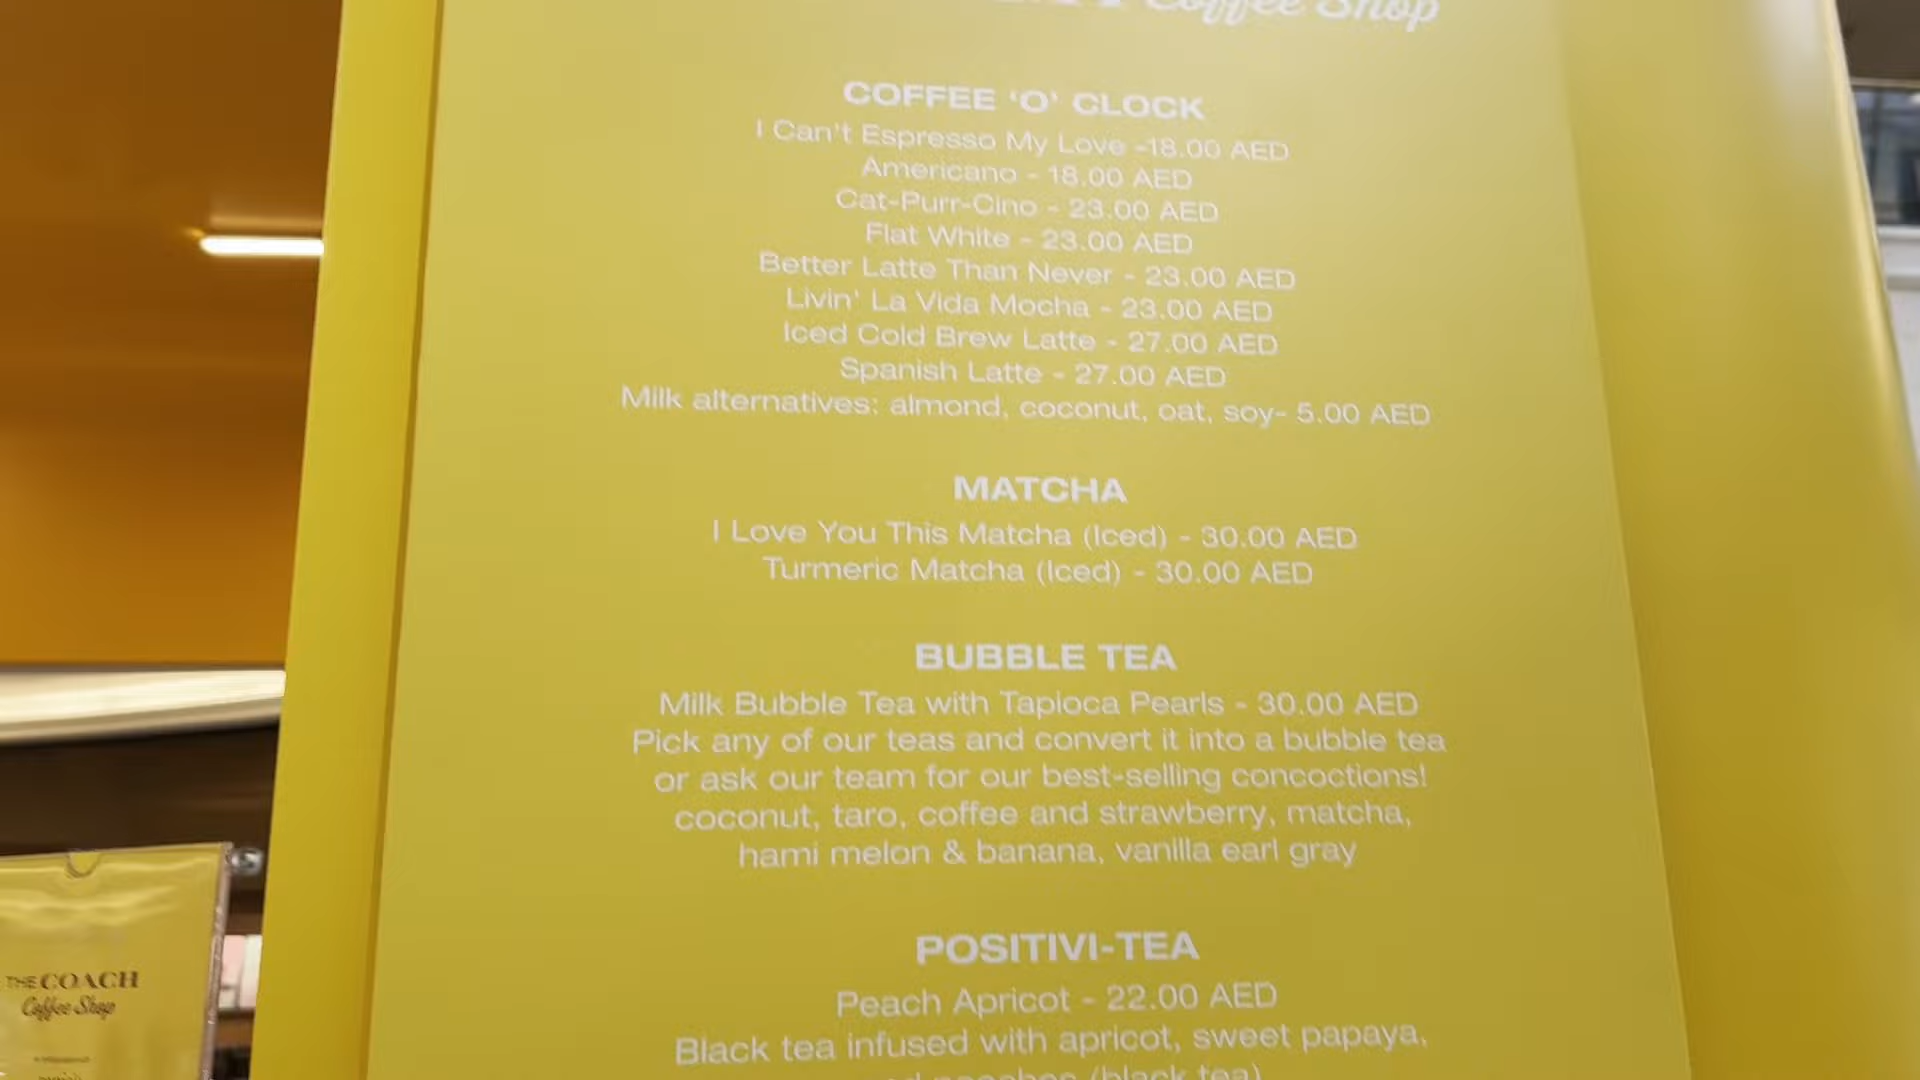 Coffee Shop
COFFEE ‘O’ CLOCK
I Can't Espresso My Love -18.00 AED
Americano - 18.00 AED
Cat-Purr-Cino - 23.00 AED
Flat White - 23.00 AED
Better Latte Than Never - 23.00 AED
Livin' La Vida Mocha - 23.00 AED
Iced Cold Brew Latte - 27.00 AED
Spanish Latte - 27.00 AED
Milk alternatives: almond, coconut, oat, soy- 5.00 AED
MATCHA
I Love You This Matcha (Iced) - 30.00 AED
Turmeric Matcha (Iced) - 30.00 AED
BUBBLE TEA
Milk Bubble Tea with Tapioca Pearls - 30.00 AED
Pick any of our teas and convert it into a bubble tea
or ask our team for our best-selling concoctions!
coconut, taro, coffee and strawberry, matcha,
hami melon & banana, vanilla earl gray
POSITIVI-TEA
Peach Apricot - 22.00 AED
Black tea infused with apricot, sweet papaya,
peaches (black tea)
THE COACH
Coffee Shop